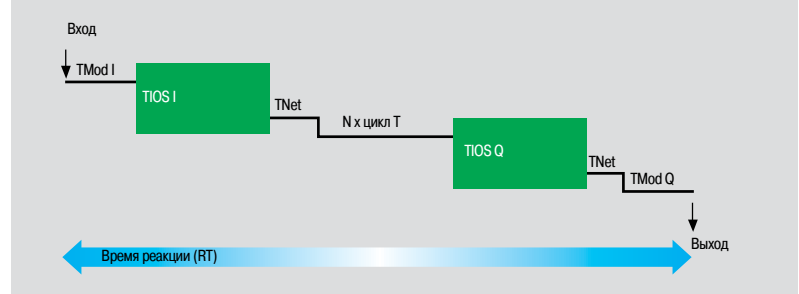 Вход
TMod I
TIOS I
TNet
N x цикл T
TIOS Q
TNet
TMod Q
Выход
Время реакции (RT)